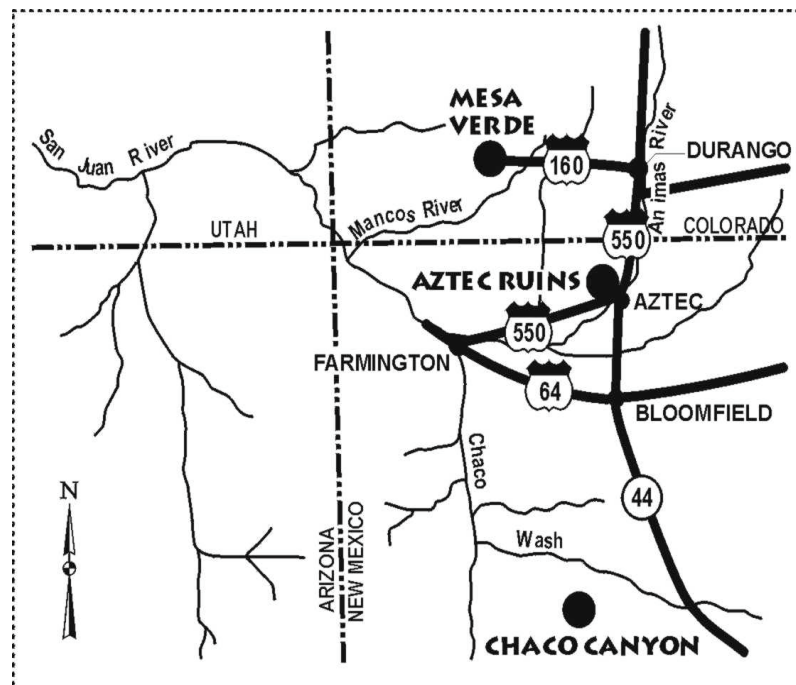 MESA
VERDE
San Juan River
160
Animas River
DURANGO
Mancos River
UTAH
550
COLORADO
AZTEC RUINS
AZTEC
550
FARMINGTON
64
BLOOMFIELD
Chaco
Wash
44
N
ARIZONA
NEW MEXICO
CHACO CANYON